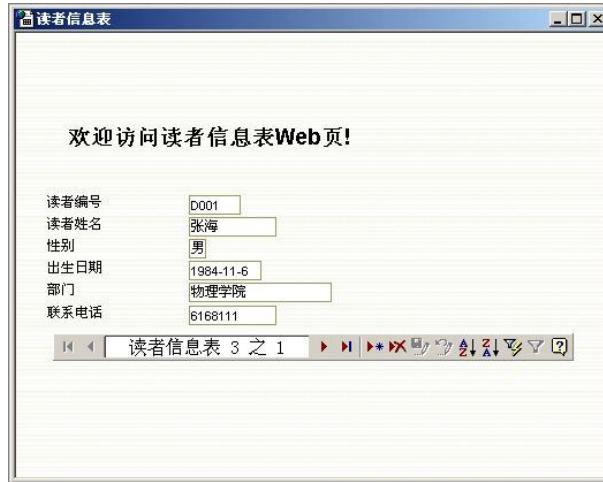 读者信息表
欢迎访问读者信息表Web页!
读者编号 D001
读者姓名 张海
性别 男
出生日期 1984-11-6
部门 物理学院
联系电话 6168111
读者信息表 3 之 1